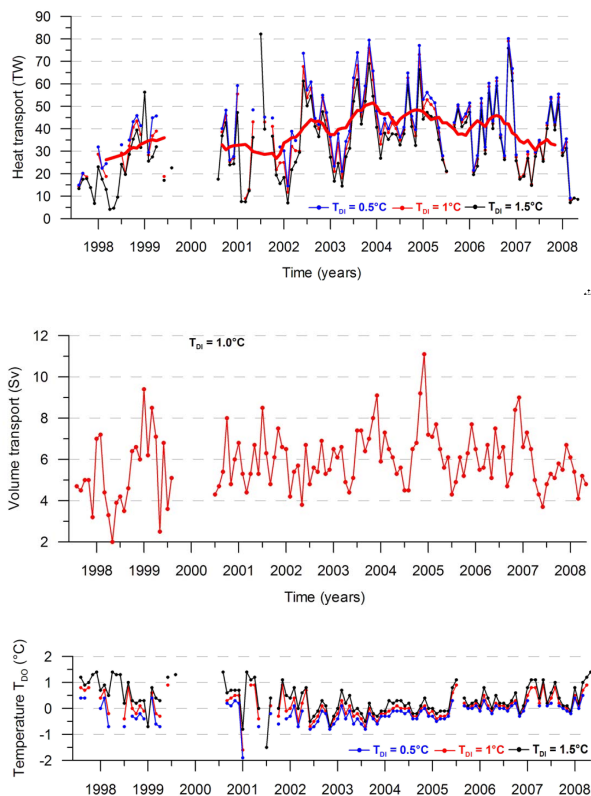 90
80
70
60
50
40
30
20
10
0
Heat transport (TW)
T_DI = 0.5°C T_DI = 1°C T_DI = 1.5°C
1998 1999 2000 2001 2002 2003 2004 2005 2006 2007 2008
Time (years)
12
10
8
6
4
2
Volume transport (Sv)
T_DI = 1.0°C
1998 1999 2000 2001 2002 2003 2004 2005 2006 2007 2008
Time (years)
2
1
0
-1
-2
Temperature T_DO (°C)
T_DI = 0.5°C T_DI = 1°C T_DI = 1.5°C
1998 1999 2000 2001 2002 2003 2004 2005 2006 2007 2008